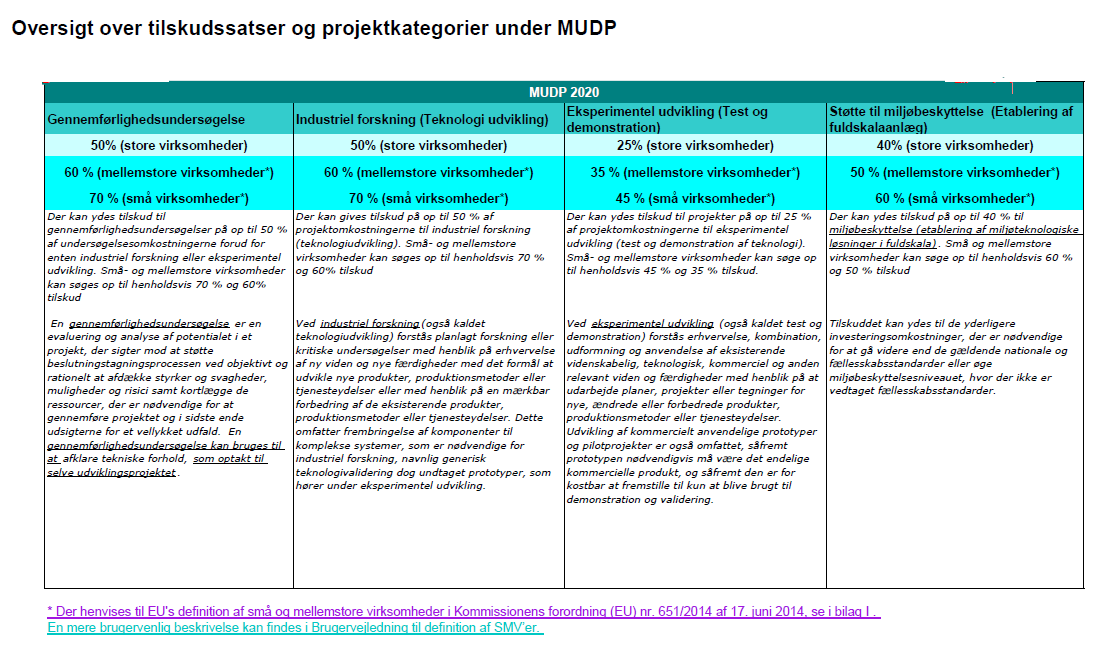 Oversigt over tilskudssatser og projektkategorier under MUDP
MUDP 2020
Gennemførlighedsundersøgelse
50% (store virksomheder)
60 % (mellemstore virksomheder*)
70 % (små virksomheder*)
Der kan ydes tilskud til
gennemførlighedsundersøgelser på op til 50 %
af undersøgelsesomkostningerne forud for
enten industriel forskning eller eksperimentel
udvikling. Små- og mellemstore virksomheder
kan søges op til henholdsvis 70 % og 60%
tilskud
En gennemførlighedsundersøgelse er en
evaluering og analyse af potentialet i et
projekt, der sigter mod at støtte
beslutningstagningsprocessen ved objektivt og
rationelt at afdække styrker og svagheder,
muligheder og risici samt kortlægge de
ressourcer, der er nødvendige for at
gennemføre projektet og i sidste ende
udsigterne for et vellykket udfald. En
gennemførlighedsundersøgelse kan bruges til
at afklare tekniske forhold, som optakt til
selve udviklingsprojektet.
Industriel forskning (Teknologi udvikling)
50% (store virksomheder)
60 % (mellemstore virksomheder*)
70 % (små virksomheder*)
Der kan gives tilskud på op til 50 % af
projektomkostningerne til industriel forskning
(teknologiudvikling). Små- og mellemstore
virksomheder kan søges op til henholdsvis 70 %
og 60% tilskud
Ved industriel forskning (også kaldet
teknologiudvikling) forstås planlagt forskning eller
kritiske undersøgelser med henblik på erhvervelse
af ny viden og nye færdigheder med det formål at
udvikle nye produkter, produktionsmetoder eller
tjenesteydelser eller med henblik på en mærkbar
forbedring af de eksisterende produkter,
produktionsmetoder eller tjenesteydelser. Dette
omfatter frembringelse af komponenter til
komplekse systemer, som er nødvendige for
industriel forskning, navnlig generisk
teknologivalidering dog undtaget prototyper, som
hører under eksperimentel udvikling.
Eksperimentel udvikling (Test og
demonstration)
25% (store virksomheder)
35 % (mellemstore virksomheder*)
45 % (små virksomheder*)
Der kan ydes tilskud til projekter på op til 25 %
af projektomkostningerne til eksperimentel
udvikling (test og demonstration af teknologi).
Små- og mellemstore virksomheder kan søge op
til henholdsvis 45 % og 35 % tilskud.
Ved eksperimentel udvikling (også kaldet test og
demonstration) forstås erhvervelse, kombination,
udformning og anvendelse af eksisterende
videnskabelig, teknologisk, kommerciel og anden
relevant viden og færdigheder med henblik på at
udarbejde planer, projekter eller tegninger for
nye, ændrede eller forbedrede produkter,
produktionsmetoder eller tjenesteydelser.
Udvikling af kommercielt anvendelige prototyper
og pilotprojekter er også omfattet, såfremt
prototypen nødvendigvis må være det endelige
kommercielle produkt, og såfremt den er for
kostbar at fremstille til kun at blive brugt til
demonstration og validering.
Støtte til miljøbeskyttelse (Etablering af
fuldskalaanlæg)
40% (store virksomheder)
50 % (mellemstore virksomheder*)
60 % (små virksomheder*)
Der kan ydes tilskud på op til 40 % til
miljøbeskyttelse (etablering af miljøteknologiske
løsninger i fuldskala). Små og mellemstore
virksomheder kan søge op til henholdsvis 60 %
og 50 % tilskud
Tilskuddet kan ydes til de yderligere
investeringsomkostninger, der er nødvendige
for at gå videre end de gældende nationale og
fællesskabsstandarder eller øge
miljøbeskyttelsesniveauet, hvor der ikke er
vedtaget fællesskabsstandarder.
* Der henvises til EU's definition af små og mellemstore virksomheder i Kommissionens forordning (EU) nr. 651/2014 af 17. juni 2014, se i bilag I .
En mere brugervenlig beskrivelse kan findes i Brugervejledning til definition af SMV'er.